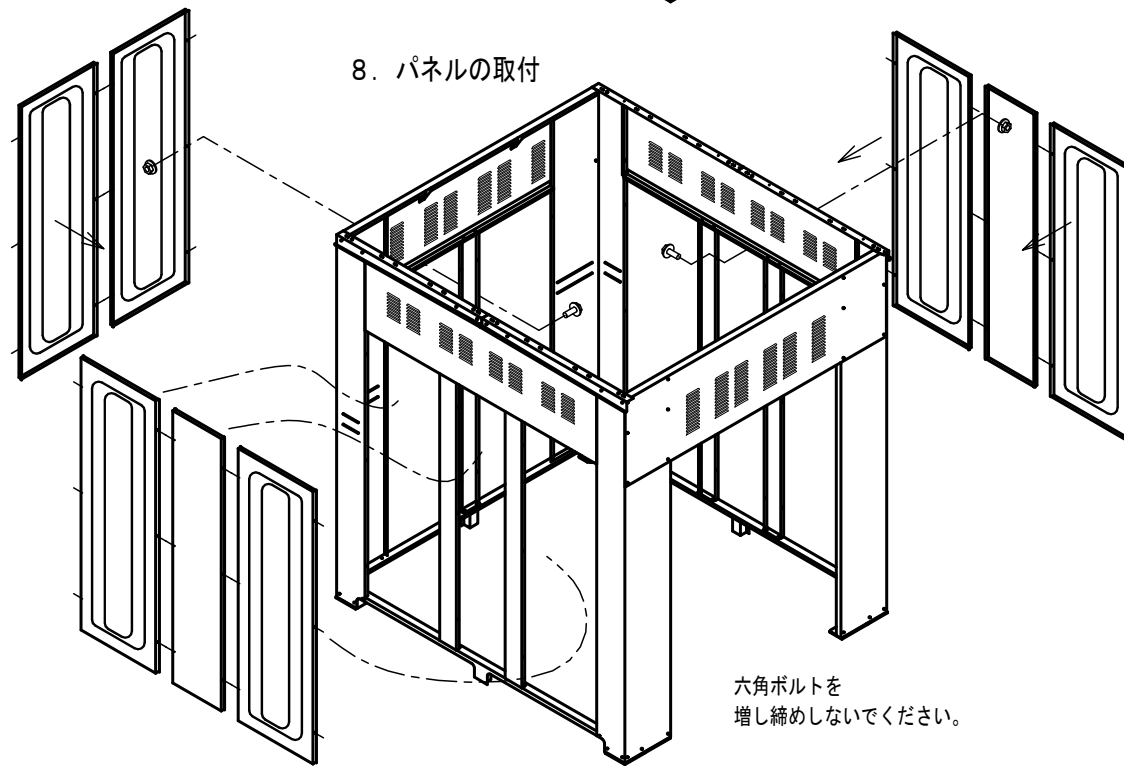 ８．パネルの取付
六角ボルトを
増し締めしないでください。